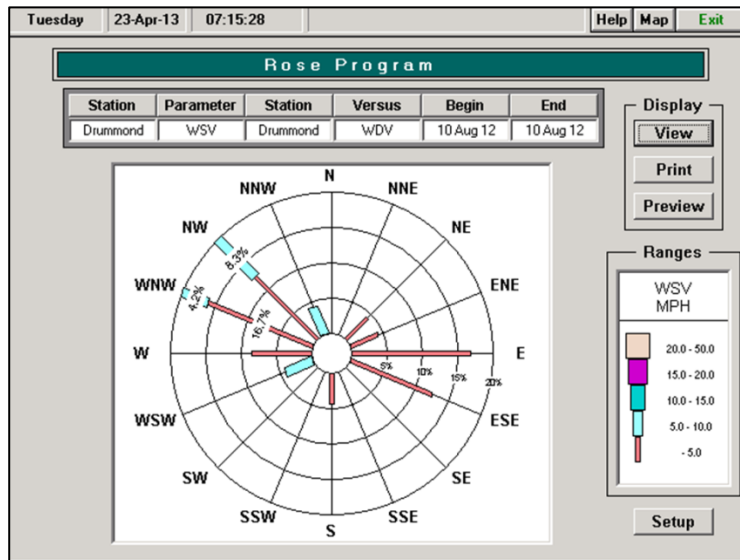 Tuesday 23-Apr-13 07:15:28 Help Map Exit
Rose Program
Station Parameter Station Versus Begin End
Drummond WSV Drummond WDV 10 Aug 12 10 Aug 12
Display
View
Print
Preview
N
NNW NNE
NW NE
8.3%
WNW ENE
4.2%
16.7%
W E
5% 10% 15% 20%
WSW ESE
SW SE
SSW SSE
S
Ranges
WSV
MPH
20.0 - 50.0
15.0 - 20.0
10.0 - 15.0
5.0 - 10.0
- 5.0
Setup